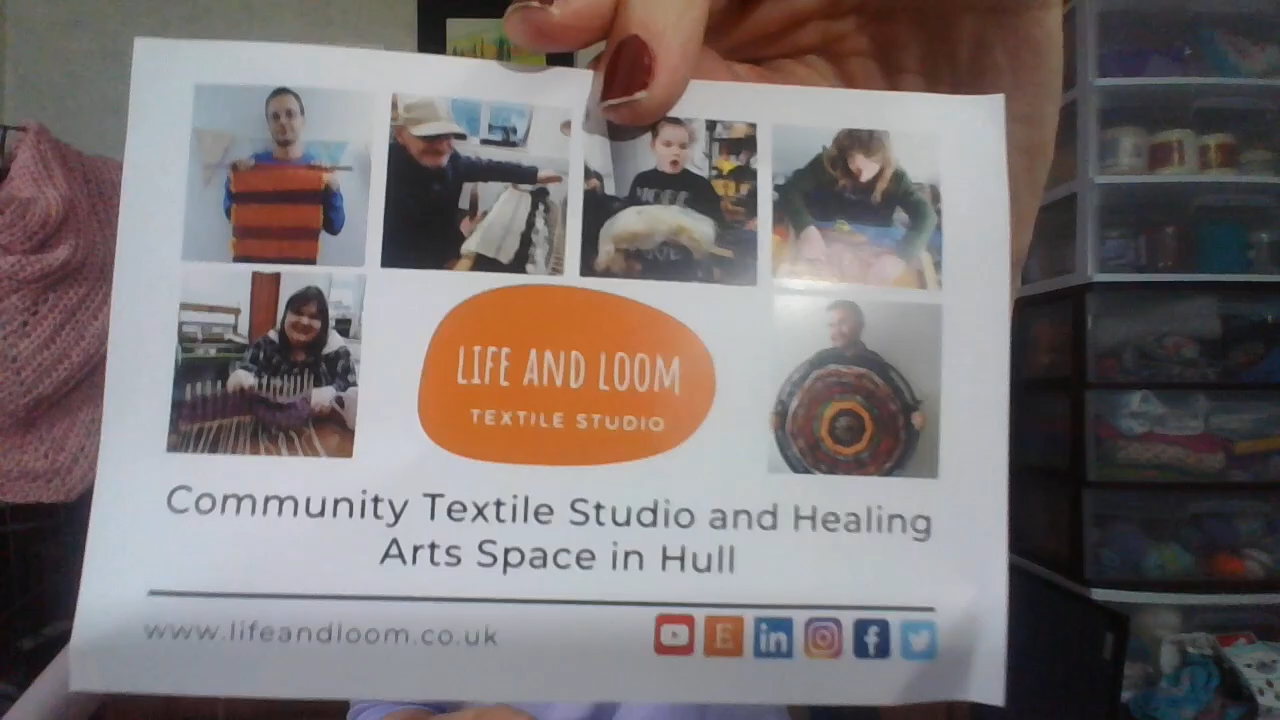 LIFE AND LOOM
TEXTILE STUDIO
Community Textile Studio and Healing
Arts Space in Hull
www.lifeandloom.co.uk